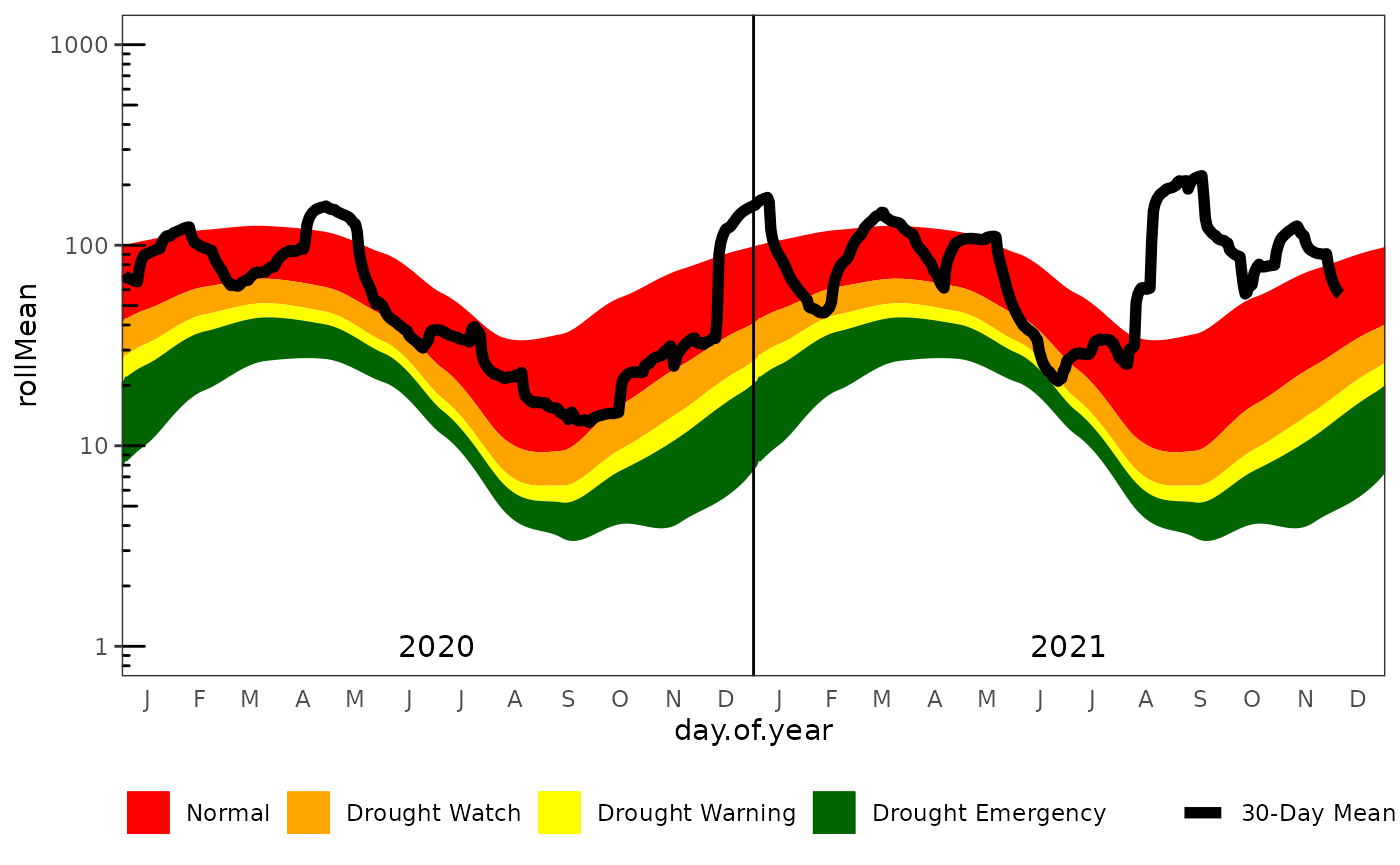 1000
100
10
1
rollMean
2020 2021
J F M A M J J A S O N D J F M A M J J A S O N D
day.of.year
Normal Drought Watch Drought Warning Drought Emergency 30-Day Mean